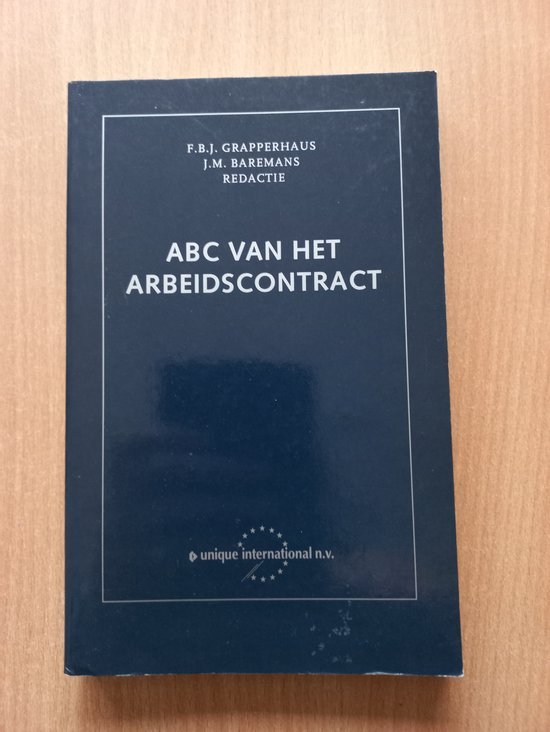 F.B.J. GRAPPERHAUS
J.M. BAREMANS
REDACTIE
ABC VAN HET
ARBEIDSCONTRACT
unique international n.v.